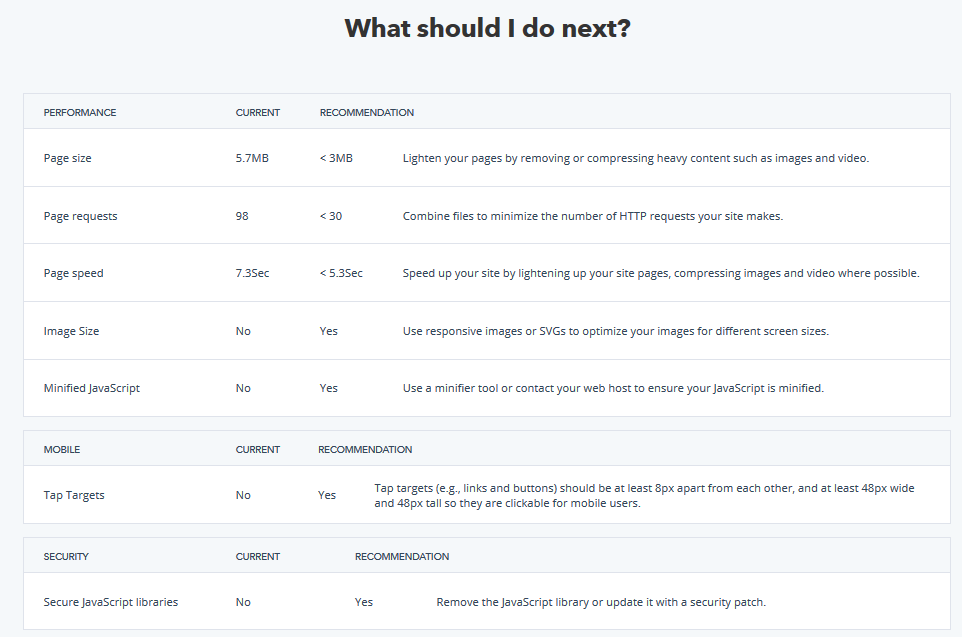 What should I do next?
PERFORMANCE CURRENT RECOMMENDATION
Page size 5.7MB < 3MB Lighten your pages by removing or compressing heavy content such as images and video.
Page requests 98 < 30 Combine files to minimize the number of HTTP requests your site makes.
Page speed 7.3Sec < 5.3Sec Speed up your site by lightening up your site pages, compressing images and video where possible.
Image Size No Yes Use responsive images or SVGs to optimize your images for different screen sizes.
Minified JavaScript No Yes Use a minifier tool or contact your web host to ensure your JavaScript is minified.
MOBILE CURRENT RECOMMENDATION
Tap Targets No Yes Tap targets (e.g., links and buttons) should be at least 8px apart from each other, and at least 48px wide
and 48px tall so they are clickable for mobile users.
SECURITY CURRENT RECOMMENDATION
Secure JavaScript libraries No Yes Remove the JavaScript library or update it with a security patch.